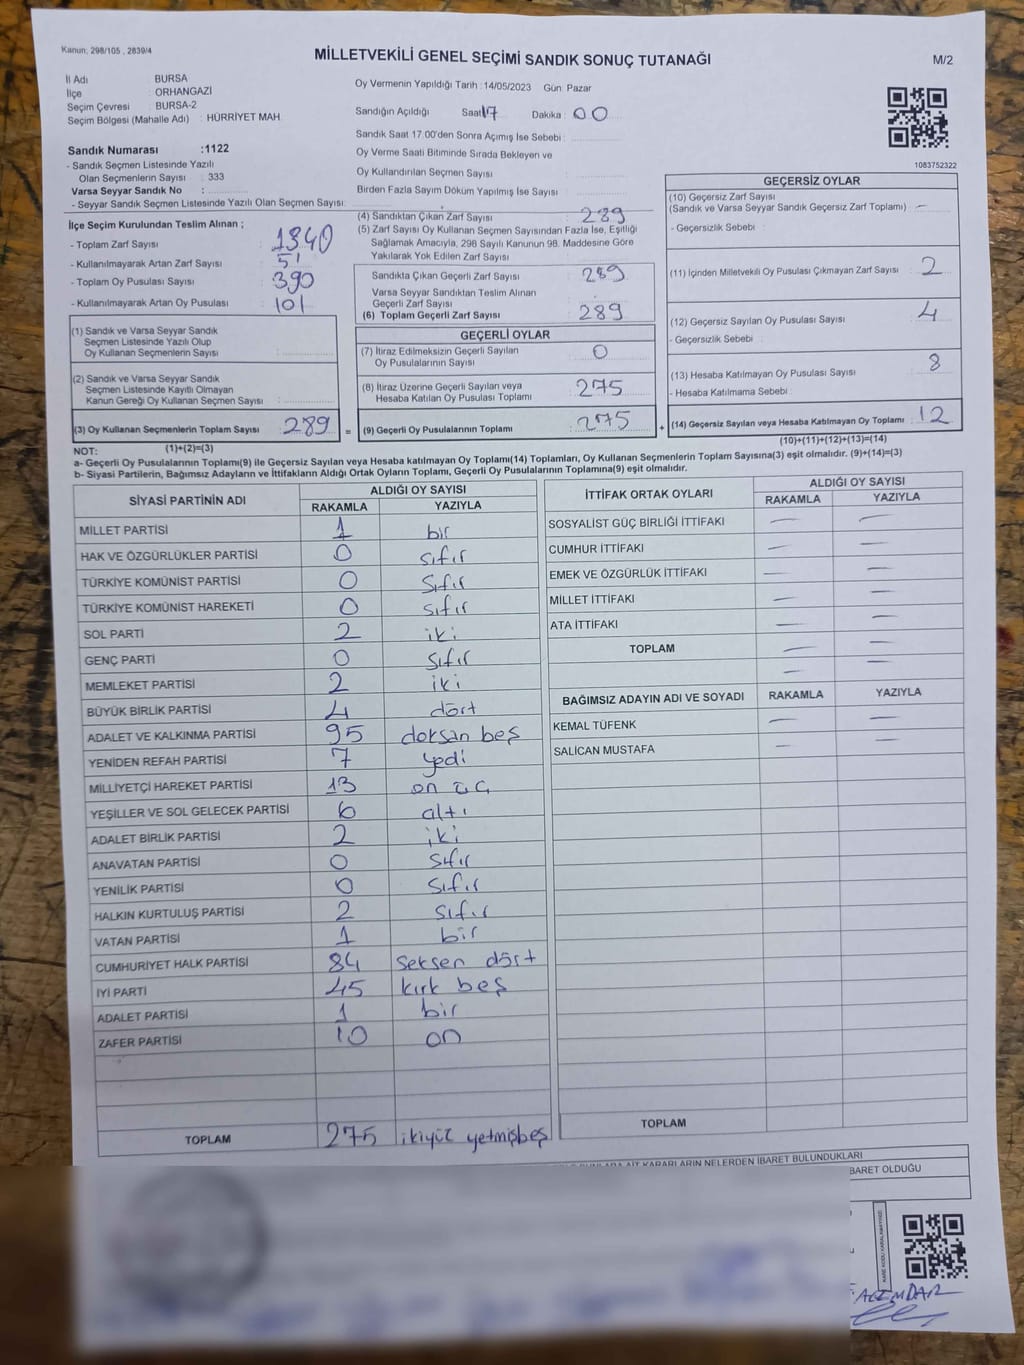 Kanun: 298/105 , 2839/4
MİLLETVEKİLİ GENEL SEÇİMİ SANDIK SONUÇ TUTANAĞI
M/2
İl Adı BURSA
İlçe ORHANGAZİ
Seçim Çevresi : BURSA-2
Seçim Bölgesi (Mahalle Adı) : HÜRRİYET MAH.
Oy Vermenin Yapıldığı Tarih : 14/05/2023 Gün: Pazar
Sandığın Açıldığı Saat 17 Dakika : 00
Sandık Saat 17.00'den Sonra Açımış İse Sebebi :
Oy Verme Saati Bitiminde Sırada Bekleyen ve
Oy Kullandırılan Seçmen Sayısı :
Birden Fazla Sayım Döküm Yapılmış İse Sayısı :
Sandık Numarası :1122
- Sandık Seçmen Listesinde Yazılı
Olan Seçmenlerin Sayısı : 333
Varsa Seyyar Sandık No :
- Seyyar Sandık Seçmen Listesinde Yazılı Olan Seçmen Sayısı:
1083752322
İlçe Seçim Kurulundan Teslim Alınan ;
- Toplam Zarf Sayısı : 1340
- Kullanılmayarak Artan Zarf Sayısı : 51
- Toplam Oy Pusulası Sayısı : 390
- Kullanılmayarak Artan Oy Pusulası : 101
(1) Sandık ve Varsa Seyyar Sandık
Seçmen Listesinde Yazılı Olup
Oy Kullanan Seçmenlerin Sayısı :
(2) Sandık ve Varsa Seyyar Sandık
Seçmen Listesinde Kayıtlı Olmayan
Kanun Gereği Oy Kullanan Seçmen Sayısı :
(3) Oy Kullanan Seçmenlerin Toplam Sayısı : 289 =
(1)+(2)=(3)
(4) Sandıktan Çıkan Zarf Sayısı : 289
(5) Zarf Sayısı Oy Kullanan Seçmen Sayısından Fazla İse, Eşitliği
Sağlamak Amacıyla, 298 Sayılı Kanunun 98. Maddesine Göre
Yakılarak Yok Edilen Zarf Sayısı :
Sandıkta Çıkan Geçerli Zarf Sayısı : 289
Varsa Seyyar Sandıktan Teslim Alınan
Geçerli Zarf Sayısı :
(6) Toplam Geçerli Zarf Sayısı : 289
GEÇERLİ OYLAR
(7) İtiraz Edilmeksizin Geçerli Sayılan : 0
Oy Pusulalarının Sayısı
(8) İtiraz Üzerine Geçerli Sayılan veya : 275
Hesaba Katılan Oy Pusulası Toplamı
(9) Geçerli Oy Pusulalarının Toplamı : 275 +
GEÇERSİZ OYLAR
(10) Geçersiz Zarf Sayısı
(Sandık ve Varsa Seyyar Sandık Geçersiz Zarf Toplamı) : –
- Geçersizlik Sebebi :
(11) İçinden Milletvekili Oy Pusulası Çıkmayan Zarf Sayısı : 2
(12) Geçersiz Sayılan Oy Pusulası Sayısı : 4
- Geçersizlik Sebebi :
(13) Hesaba Katılmayan Oy Pusulası Sayısı : 8
- Hesaba Katılmama Sebebi :
(14) Geçersiz Sayılan veya Hesaba Katılmayan Oy Toplamı : 12
(10)+(11)+(12)+(13)=(14)
NOT:
a- Geçerli Oy Pusulalarının Toplamı(9) ile Geçersiz Sayılan veya Hesaba katılmayan Oy Toplamı(14) Toplamları, Oy Kullanan Seçmenlerin Toplam Sayısına(3) eşit olmalıdır. (9)+(14)=(3)
b- Siyasi Partilerin, Bağımsız Adayların ve İttifakların Aldığı Ortak Oyların Toplamı, Geçerli Oy Pusulalarının Toplamına(9) eşit olmalıdır.
SİYASİ PARTİNİN ADI ALDIĞI OY SAYISI
RAKAMLA YAZIYLA
MİLLET PARTİSİ 1 bir
HAK VE ÖZGÜRLÜKLER PARTİSİ 0 sıfır
TÜRKİYE KOMÜNİST PARTİSİ 0 sıfır
TÜRKİYE KOMÜNİST HAREKETİ 0 sıfır
SOL PARTİ 2 iki
GENÇ PARTİ 0 sıfır
MEMLEKET PARTİSİ 2 iki
BÜYÜK BİRLİK PARTİSİ 4 dört
ADALET VE KALKINMA PARTİSİ 95 doksan beş
YENİDEN REFAH PARTİSİ 7 yedi
MİLLİYETÇİ HAREKET PARTİSİ 13 on üç
YEŞİLLER VE SOL GELECEK PARTİSİ 6 altı
ADALET BİRLİK PARTİSİ 2 iki
ANAVATAN PARTİSİ 0 sıfır
YENİLİK PARTİSİ 0 sıfır
HALKIN KURTULUŞ PARTİSİ 2 sıfır
VATAN PARTİSİ 1 bir
CUMHURİYET HALK PARTİSİ 84 seksen dört
İYİ PARTİ 45 kırk beş
ADALET PARTİSİ 1 bir
ZAFER PARTİSİ 10 on
TOPLAM 275 ikiyüz yetmişbeş
İTTİFAK ORTAK OYLARI ALDIĞI OY SAYISI
RAKAMLA YAZIYLA
SOSYALİST GÜÇ BİRLİĞİ İTTİFAKI — —
CUMHUR İTTİFAKI — —
EMEK VE ÖZGÜRLÜK İTTİFAKI — —
MİLLET İTTİFAKI — —
ATA İTTİFAKI — —
TOPLAM — —
— —
BAĞIMSIZ ADAYIN ADI VE SOYADI RAKAMLA YAZIYLA
KEMAL TÜFENK — —
SALİCAN MUSTAFA — —
TOPLAM
KARARLARIN NELERDEN İBARET BULUNDUKLARI
BARET OLDUĞU
ALEMDAR